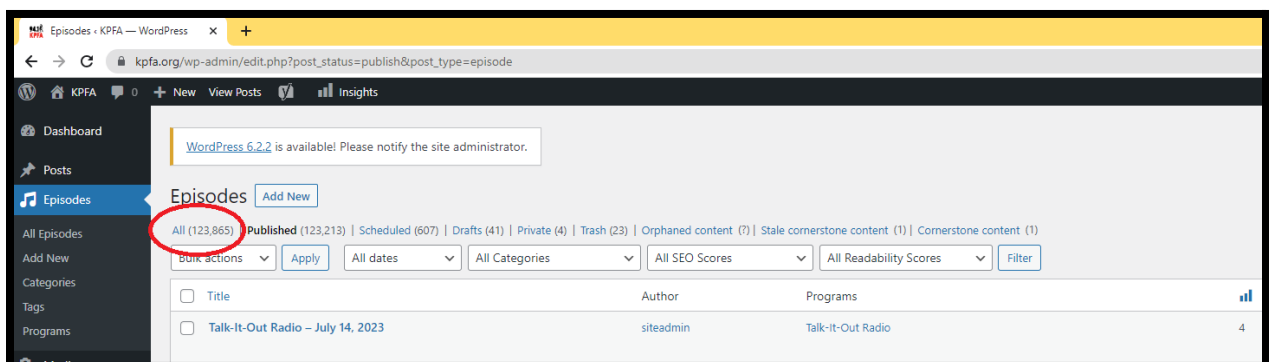 Episodes ‹ KPFA — WordPress
kpfa.org/wp-admin/edit.php?post_status=publish&post_type=episode
KPFA 0 + New View Posts Insights
Dashboard
Posts
Episodes
All Episodes
Add New
Categories
Tags
Programs
WordPress 6.2.2 is available! Please notify the site administrator.
Episodes Add New
All (123,865) | Published (123,213) | Scheduled (607) | Drafts (41) | Private (4) | Trash (23) | Orphaned content (?) | Stale cornerstone content (1) | Cornerstone content (1)
Bulk actions Apply All dates All Categories All SEO Scores All Readability Scores Filter
Title Author Programs
Talk-It-Out Radio – July 14, 2023 siteadmin Talk-It-Out Radio 4